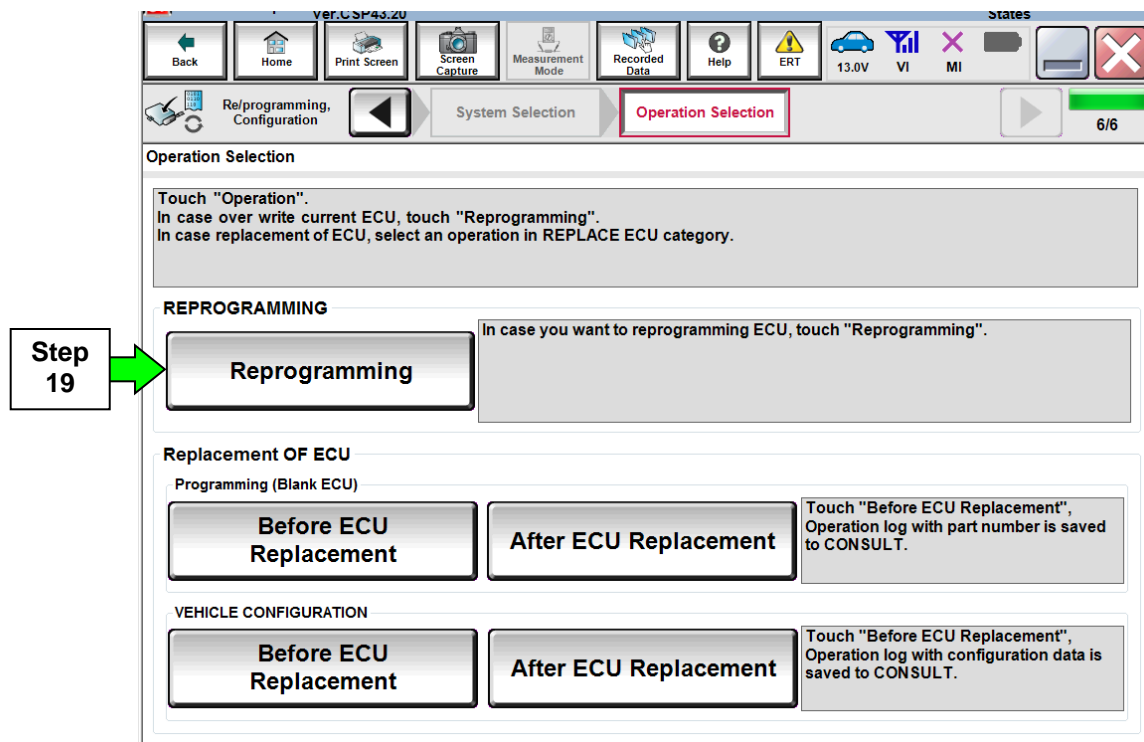 Ver.CSP43.20
States
Back
Home
Print Screen
Screen
Capture
Measurement
Mode
Recorded
Data
Help
ERT
13.0V
VI
MI
Re/programming,
Configuration
System Selection
Operation Selection
6/6
Operation Selection
Touch "Operation".
In case over write current ECU, touch "Reprogramming".
In case replacement of ECU, select an operation in REPLACE ECU category.
REPROGRAMMING
Step
19
Reprogramming
In case you want to reprogramming ECU, touch "Reprogramming".
Replacement OF ECU
Programming (Blank ECU)
Before ECU
Replacement
After ECU Replacement
Touch "Before ECU Replacement",
Operation log with part number is saved
to CONSULT.
VEHICLE CONFIGURATION
Before ECU
Replacement
After ECU Replacement
Touch "Before ECU Replacement",
Operation log with configuration data is
saved to CONSULT.